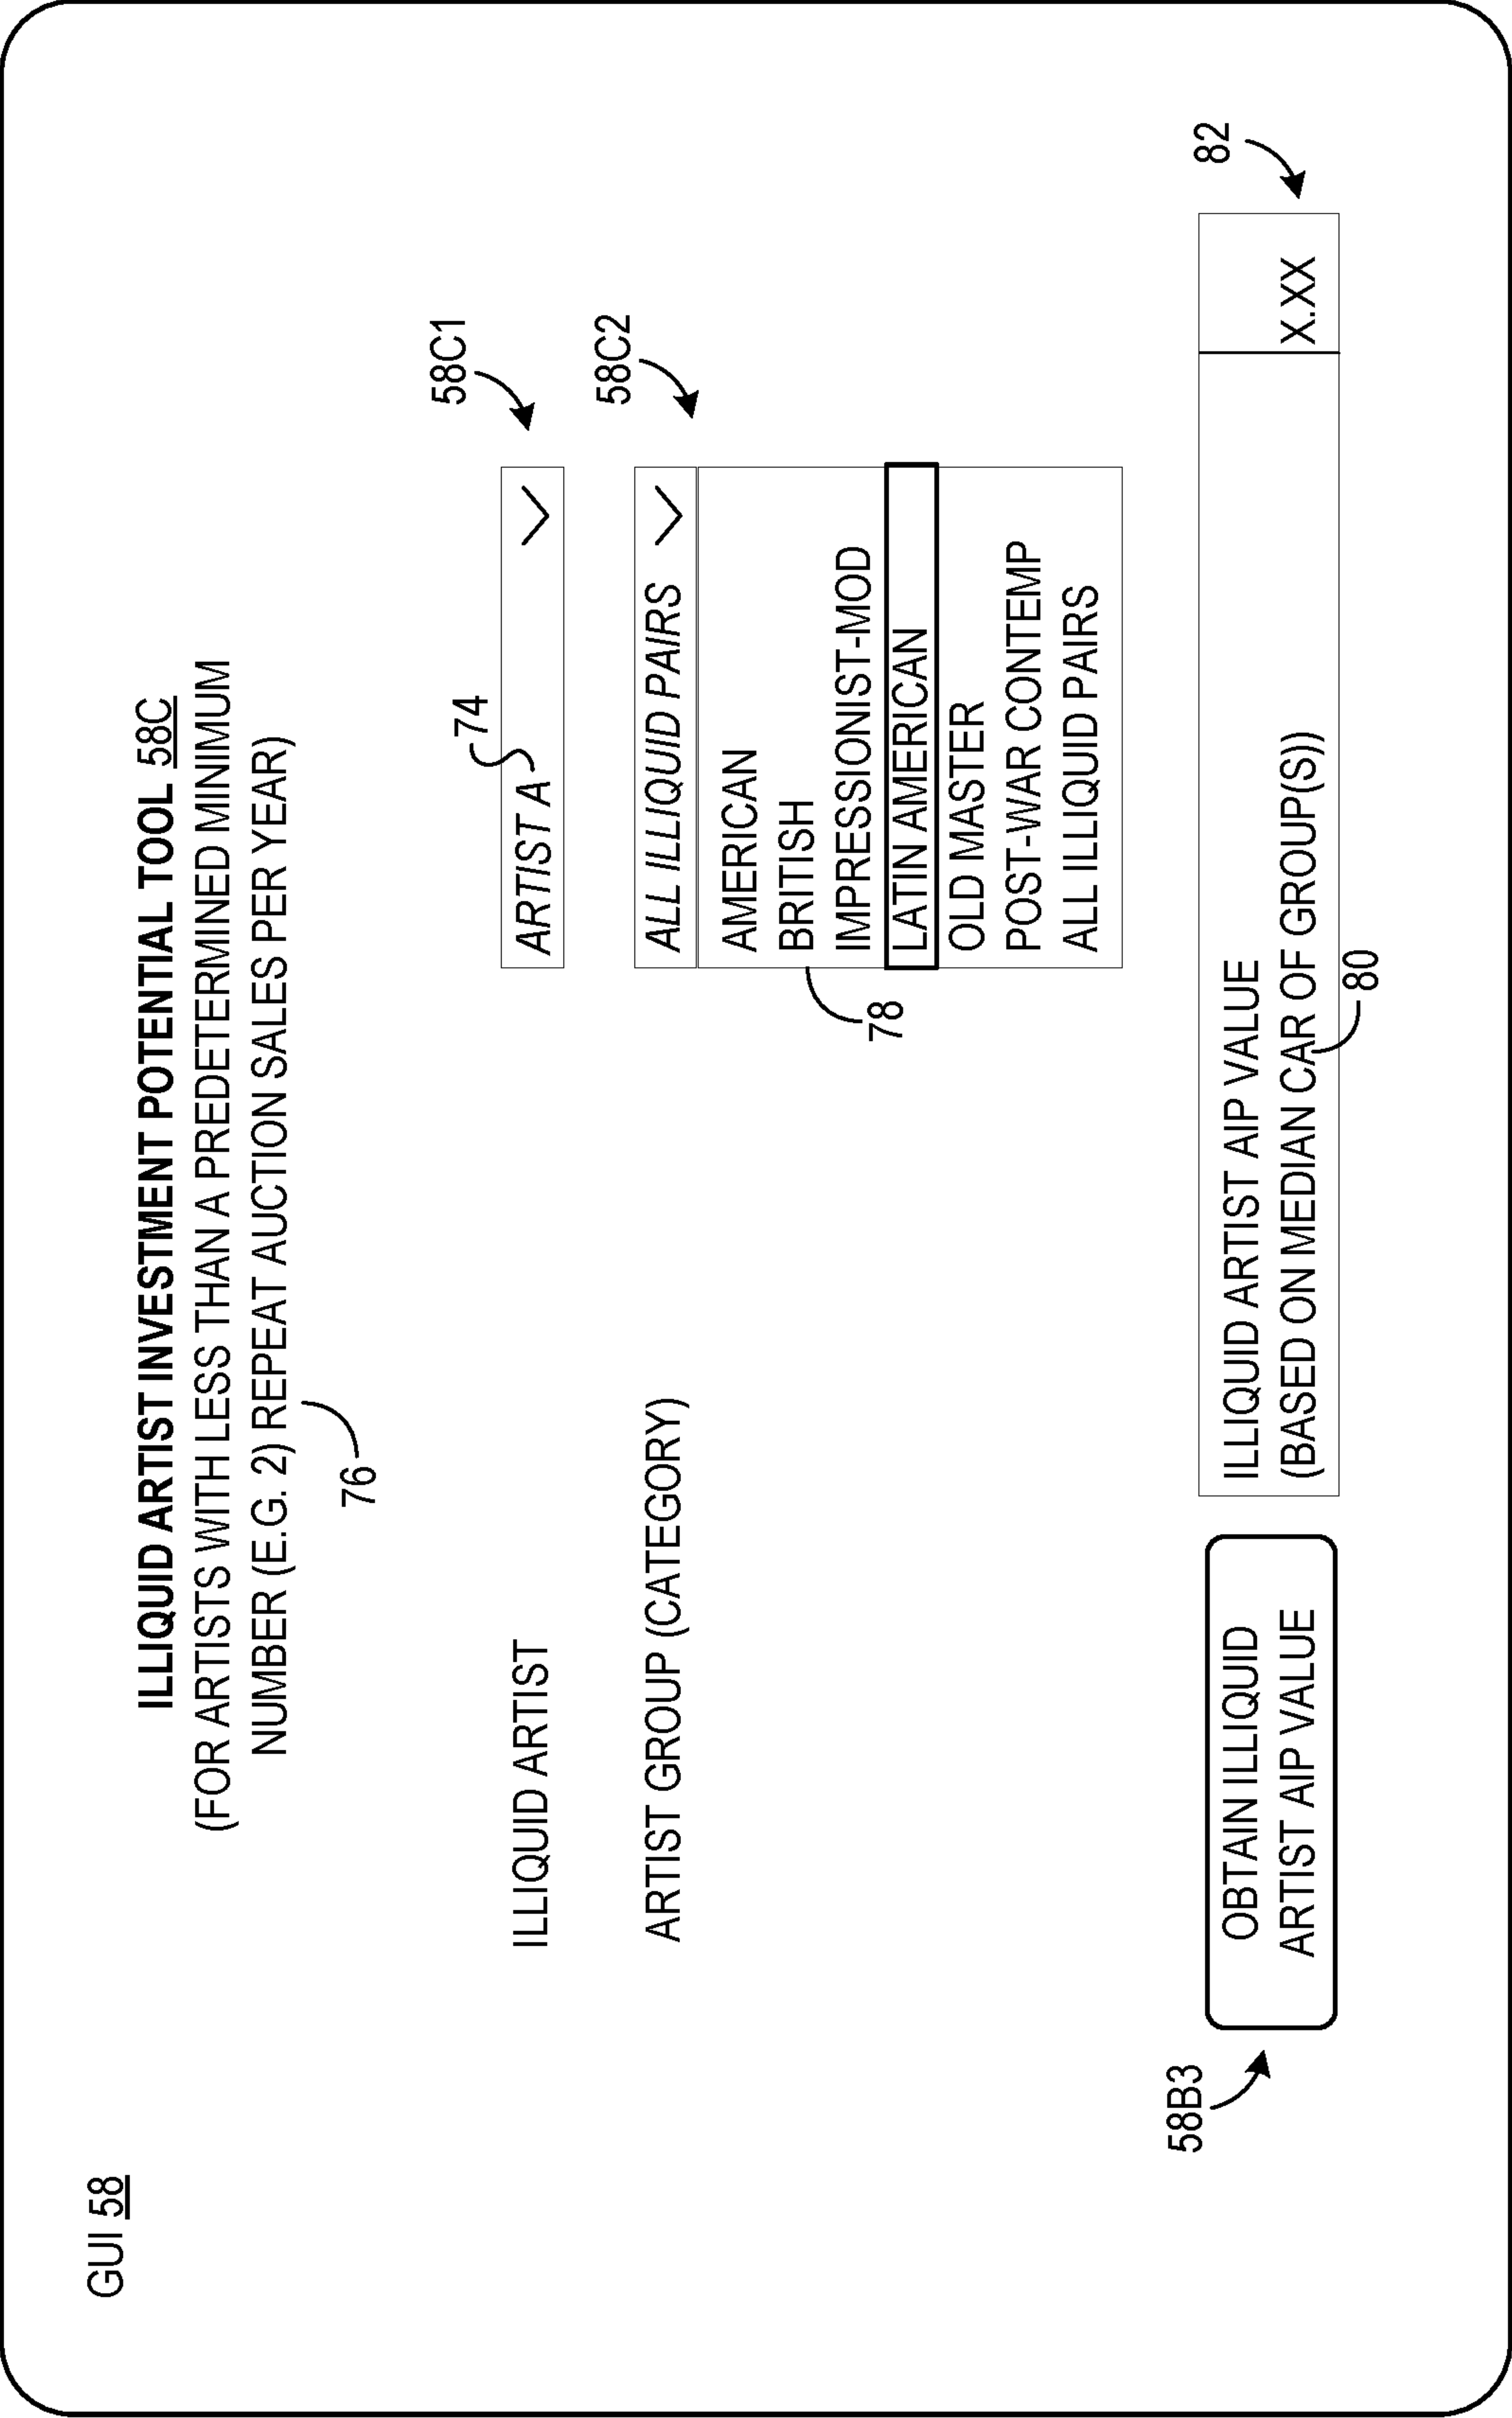 GUI 58
ILLIQUID ARTIST INVESTMENT POTENTIAL TOOL 58C
(FOR ARTISTS WITH LESS THAN A PREDETERMINED MINIMUM
NUMBER (E.G. 2) REPEAT AUCTION SALES PER YEAR)
76
74
58C1
ILLIQUID ARTIST
ARTIST A
58C2
ARTIST GROUP (CATEGORY)
ALL ILLIQUID PAIRS
AMERICAN
BRITISH
IMPRESSIONIST-MOD
LATIN AMERICAN
OLD MASTER
POST-WAR CONTEMP
ALL ILLIQUID PAIRS
78
58B3
OBTAIN ILLIQUID
ARTIST AIP VALUE
ILLIQUID ARTIST AIP VALUE
(BASED ON MEDIAN CAR OF GROUP(S))
X.XX
82
80